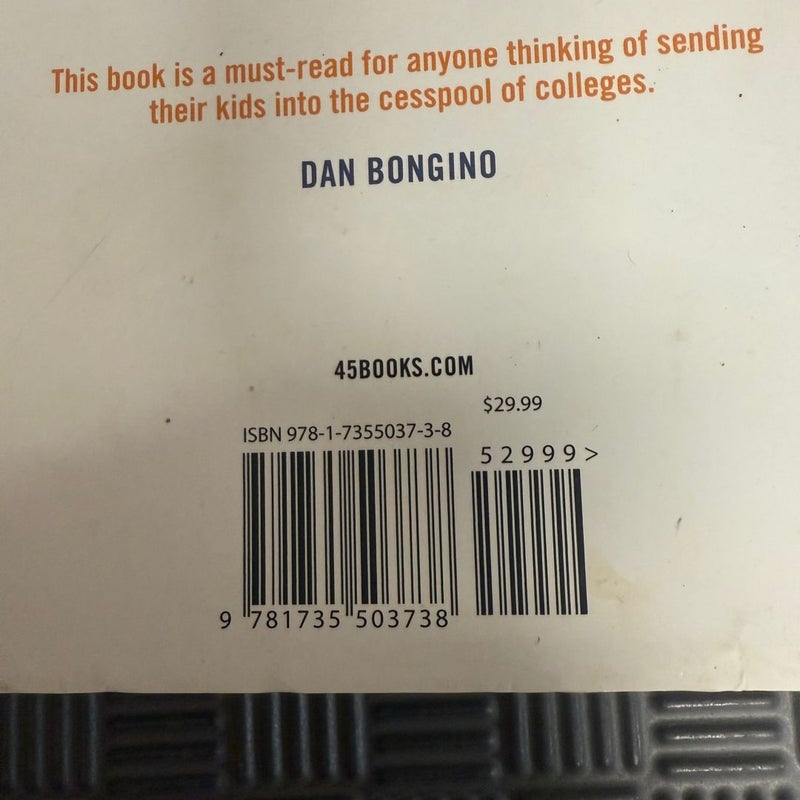 This book is a must-read for anyone thinking of sending
their kids into the cesspool of colleges.
DAN BONGINO
45BOOKS.COM
$29.99
ISBN 978-1-7355037-3-8
52999>
9 781735 503738